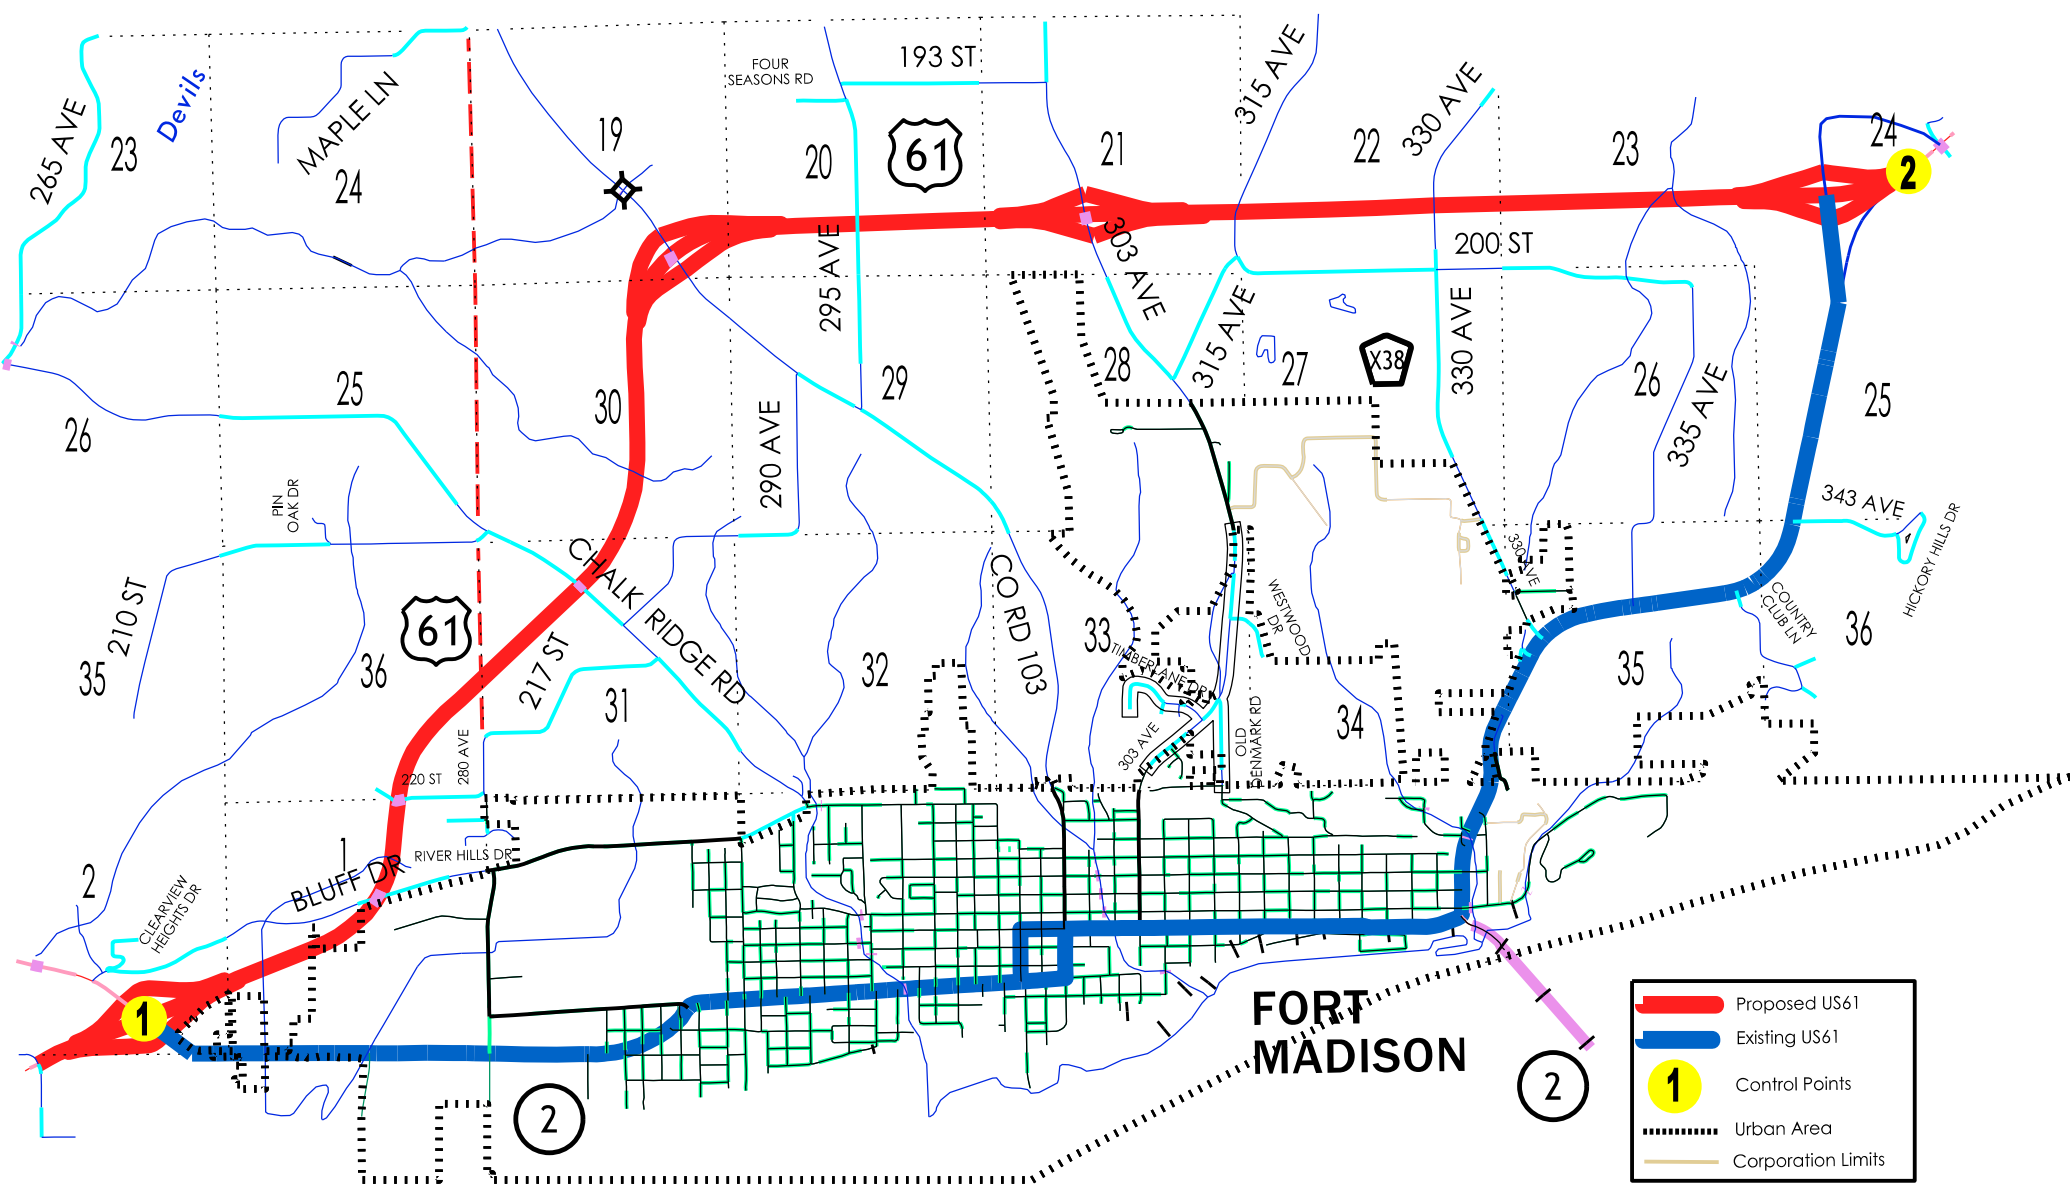 193 ST
FOUR
SEASONS RD
315 AVE
330 AVE
MAPLE LN
Devils
265 AVE
23
24
19
20
61
21
22
23
24
2
303 AVE
200 ST
295 AVE
315 AVE
330 AVE
X38
335 AVE
25
26
30
29
28
27
26
25
290 AVE
PIN
OAK DR
343 AVE
HICKORY HILLS DR
330 AVE
COUNTRY
CLUB LN
CHALK RIDGE RD
CO RD 103
WESTWOOD
DR
210 ST
61
217 ST
33
TIMBERLANE DR
36
35
36
31
32
34
35
303 AVE
OLD
DENMARK RD
280 AVE
220 ST
1
RIVER HILLS DR
BLUFF DR
2
CLEARVIEW
HEIGHTS DR
1
FORT
MADISON
2
2
Proposed US61
Existing US61
1
Control Points
Urban Area
Corporation Limits